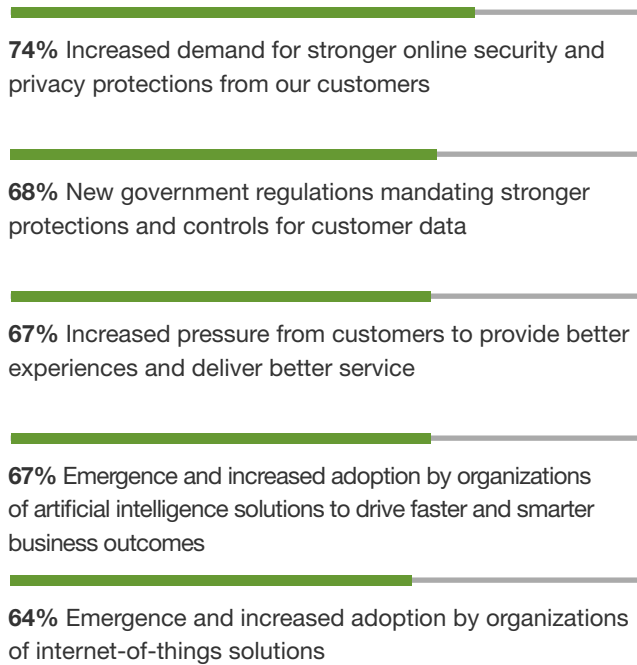 74% Increased demand for stronger online security and
privacy protections from our customers
68% New government regulations mandating stronger
protections and controls for customer data
67% Increased pressure from customers to provide better
experiences and deliver better service
67% Emergence and increased adoption by organizations
of artificial intelligence solutions to drive faster and smarter
business outcomes
64% Emergence and increased adoption by organizations
of internet-of-things solutions